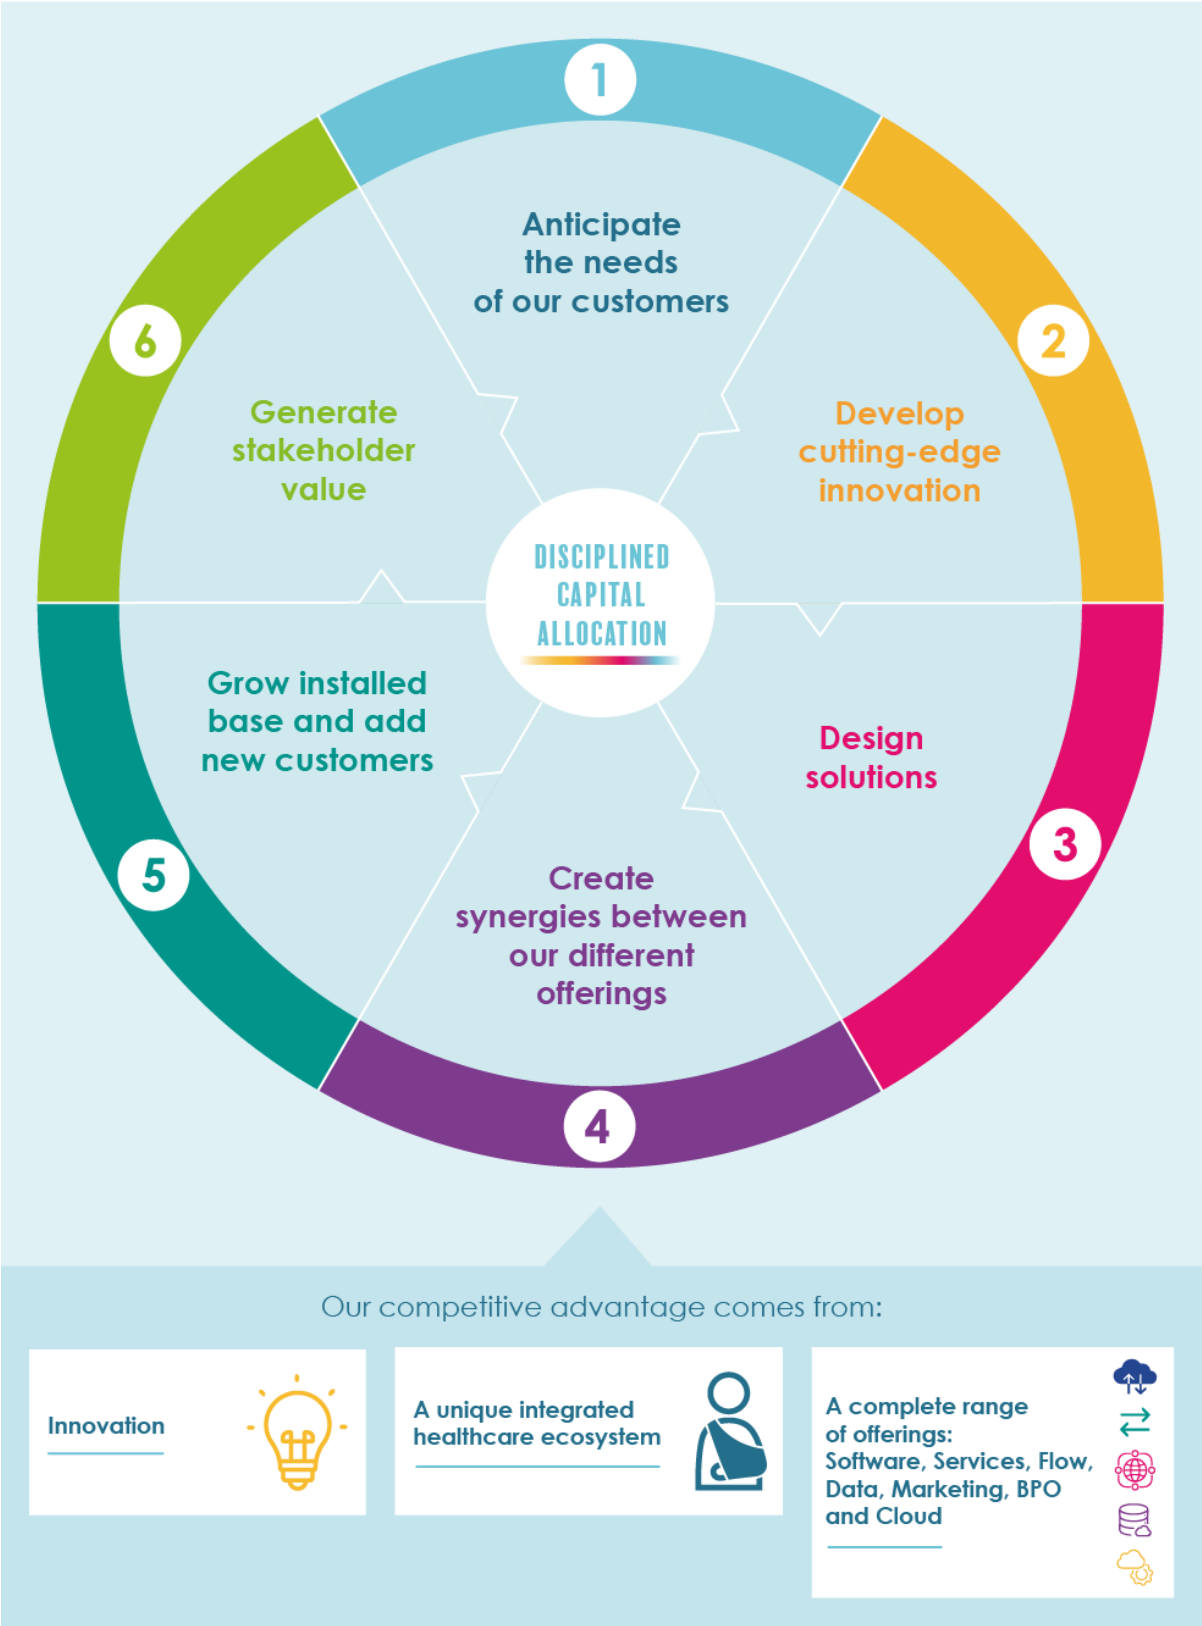 1
Anticipate
the needs
of our customers
2
Develop
cutting-edge
innovation
3
Design
solutions
4
Create
synergies between
our different
offerings
5
Grow installed
base and add
new customers
6
Generate
stakeholder
value
DISCIPLINED
CAPITAL
ALLOCATION
Our competitive advantage comes from:
Innovation
A unique integrated
healthcare ecosystem
A complete range
of offerings:
Software, Services, Flow,
Data, Marketing, BPO
and Cloud